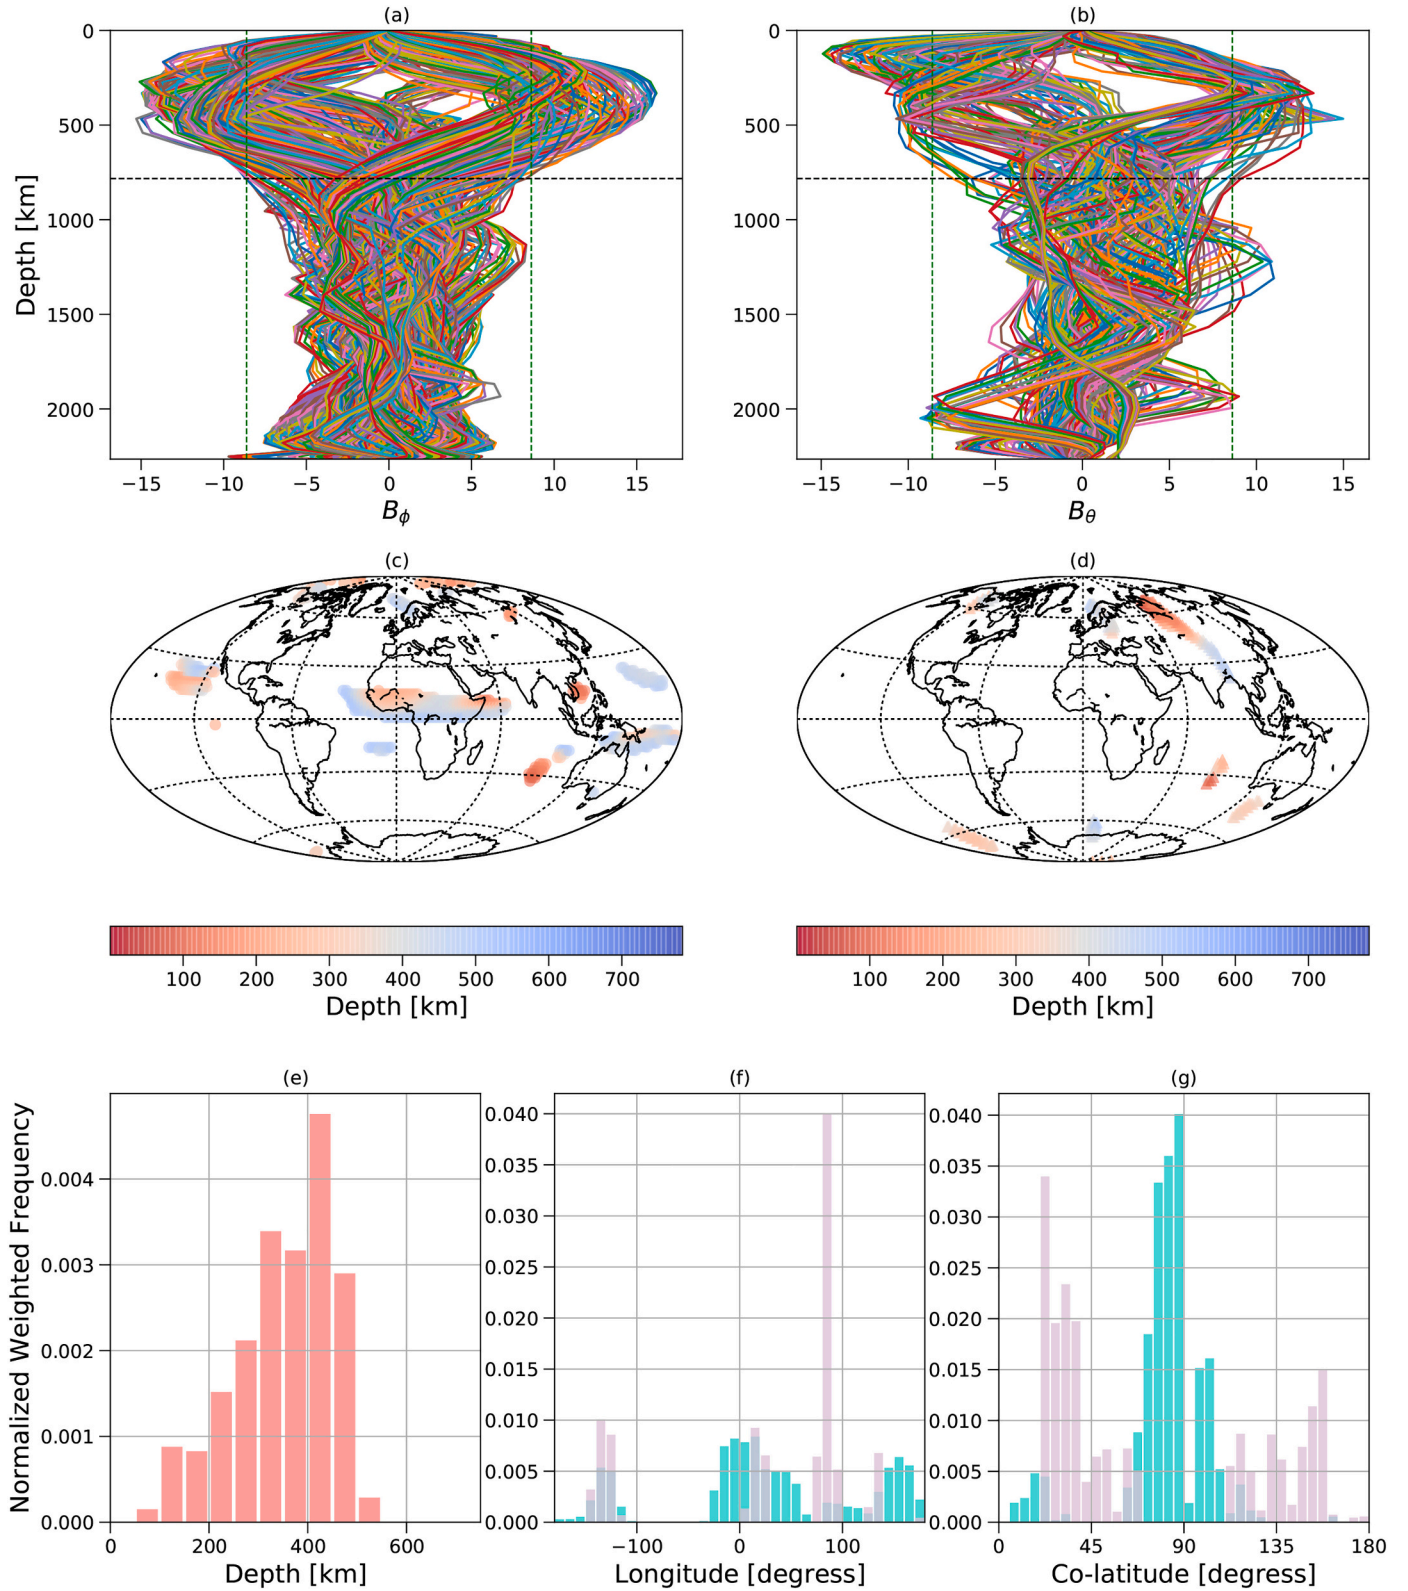 (a)
(b)
0
500
1000
1500
2000
Depth [km]
0
500
1000
1500
2000
−15 −10 −5 0 5 10 15
−15 −10 −5 0 5 10 15
Bϕ
Bθ
(c)
(d)
100 200 300 400 500 600 700
100 200 300 400 500 600 700
Depth [km]
Depth [km]
(e)
(f)
(g)
Normalized Weighted Frequency
0.004
0.003
0.002
0.001
0.000
0.040
0.035
0.030
0.025
0.020
0.015
0.010
0.005
0.000
0.040
0.035
0.030
0.025
0.020
0.015
0.010
0.005
0.000
0 200 400 600
−100 0 100
0 45 90 135 180
Depth [km]
Longitude [degress]
Co-latitude [degress]